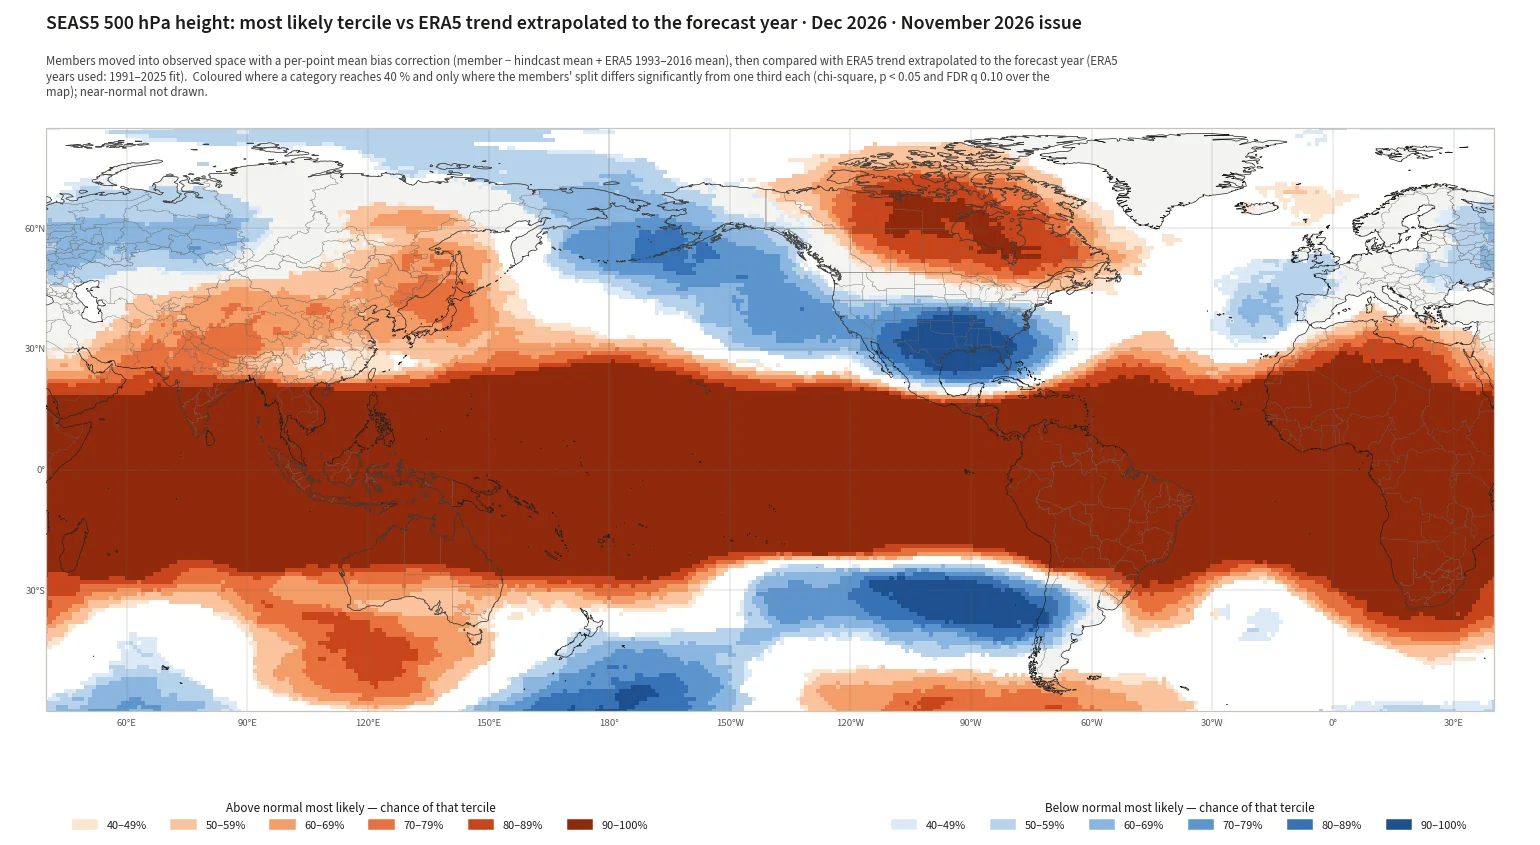 SEAS5 500 hPa height: most likely tercile vs ERA5 trend extrapolated to the forecast year · Dec 2026 · November 2026 issue
Members moved into observed space with a per-point mean bias correction (member − hindcast mean + ERA5 1993–2016 mean), then compared with ERA5 trend extrapolated to the forecast year (ERA5
years used: 1991–2025 fit). Coloured where a category reaches 40 % and only where the members' split differs significantly from one third each (chi-square, p < 0.05 and FDR q 0.10 over the
map); near-normal not drawn.
60°N
30°N
0°
30°S
60°E 90°E 120°E 150°E 180° 150°W 120°W 90°W 60°W 30°W 0° 30°E
Above normal most likely — chance of that tercile
40–49% 50–59% 60–69% 70–79% 80–89% 90–100%
Below normal most likely — chance of that tercile
40–49% 50–59% 60–69% 70–79% 80–89% 90–100%